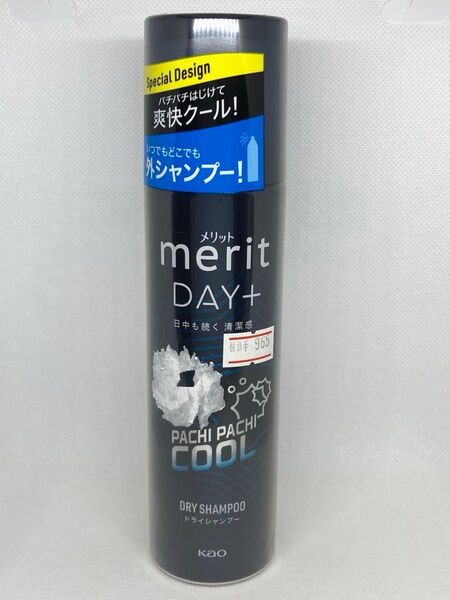 Special Design
パチパチはじけて
爽快クール!
いつでもどこでも
外シャンプー!
メリット
merit
DAY+
日中も続く 清潔感
税込¥ 965
PACHI PACHI
COOL
DRY SHAMPOO
ドライシャンプー
Kao